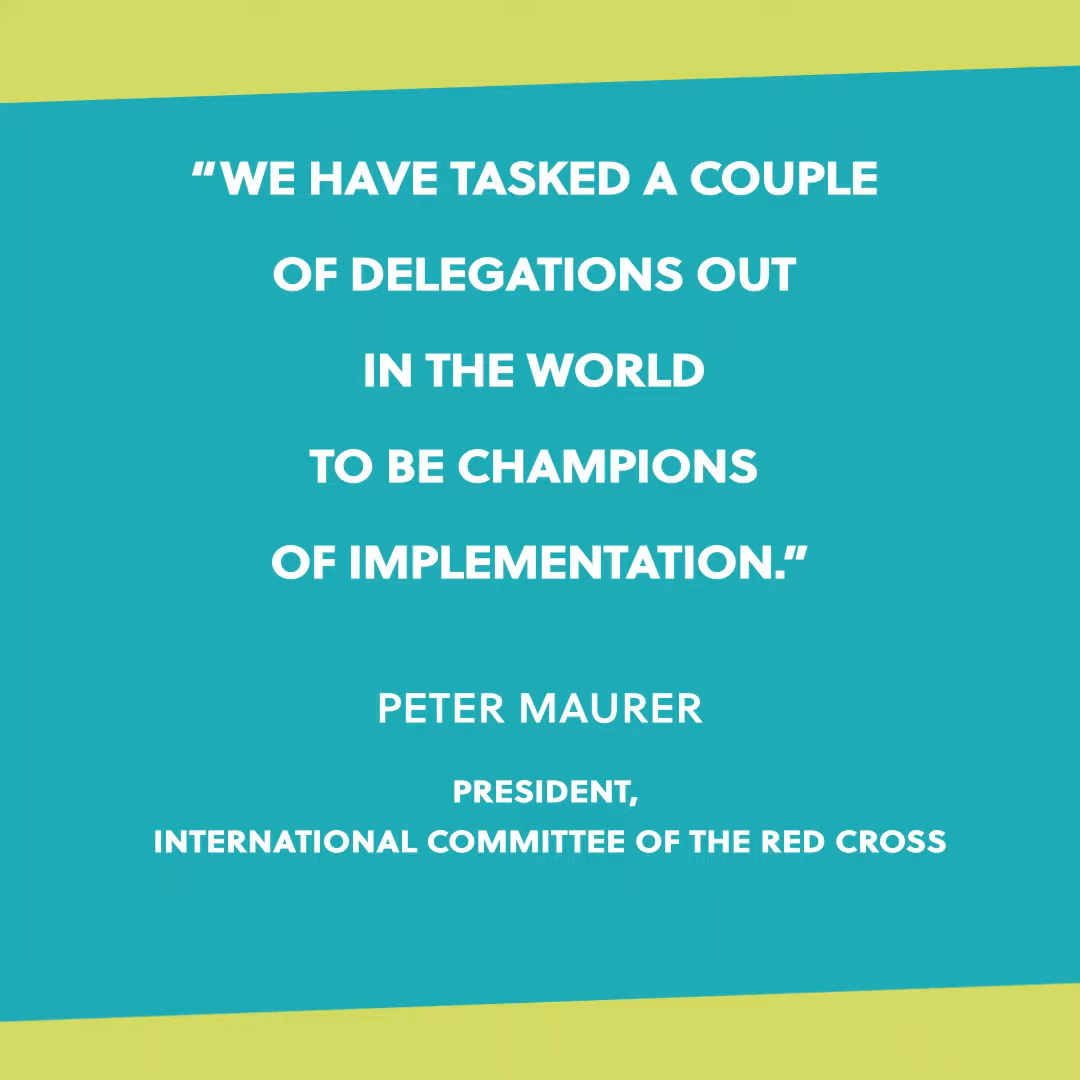 “WE HAVE TASKED A COUPLE
OF DELEGATIONS OUT
IN THE WORLD
TO BE CHAMPIONS
OF IMPLEMENTATION.”
PETER MAURER
PRESIDENT,
INTERNATIONAL COMMITTEE OF THE RED CROSS